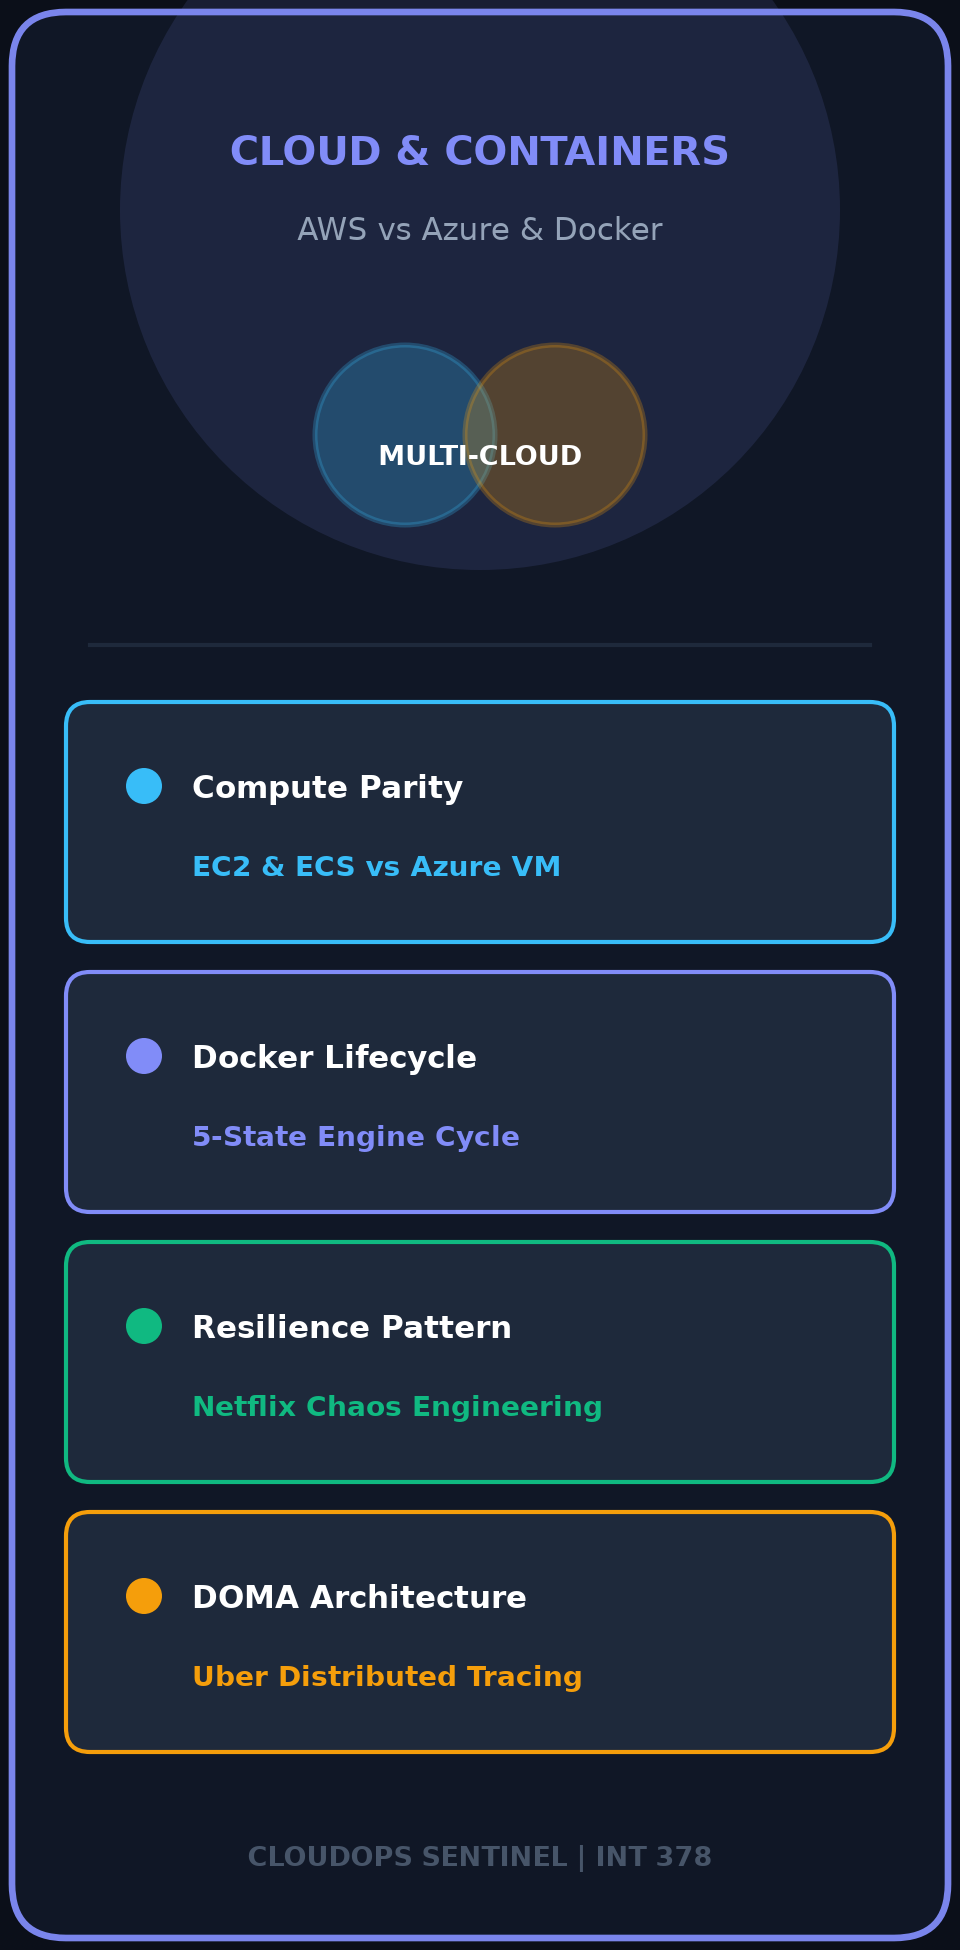 CLOUD & CONTAINERS
AWS vs Azure & Docker
MULTI-CLOUD
Compute Parity
EC2 & ECS vs Azure VM
Docker Lifecycle
5-State Engine Cycle
Resilience Pattern
Netflix Chaos Engineering
DOMA Architecture
Uber Distributed Tracing
CLOUDOPS SENTINEL | INT 378